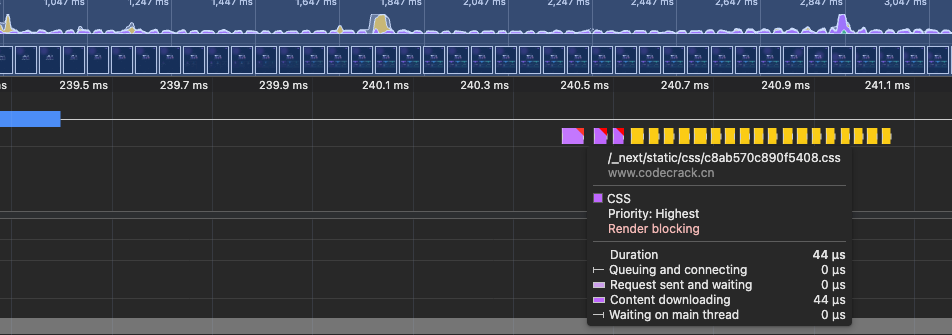 1,047 ms 1,247 ms 1,447 ms 1,647 ms 1,847 ms 2,047 ms 2,247 ms 2,447 ms 2,647 ms 2,847 ms 3,047 ms
ms 239.5 ms 239.7 ms 239.9 ms 240.1 ms 240.3 ms 240.5 ms 240.7 ms 240.9 ms 241.1 ms
/_next/static/css/c8ab570c890f5408.css
www.codecrack.cn
CSS
Priority: Highest
Render blocking
Duration 44 μs
Queuing and connecting 0 μs
Request sent and waiting 0 μs
Content downloading 44 μs
Waiting on main thread 0 μs